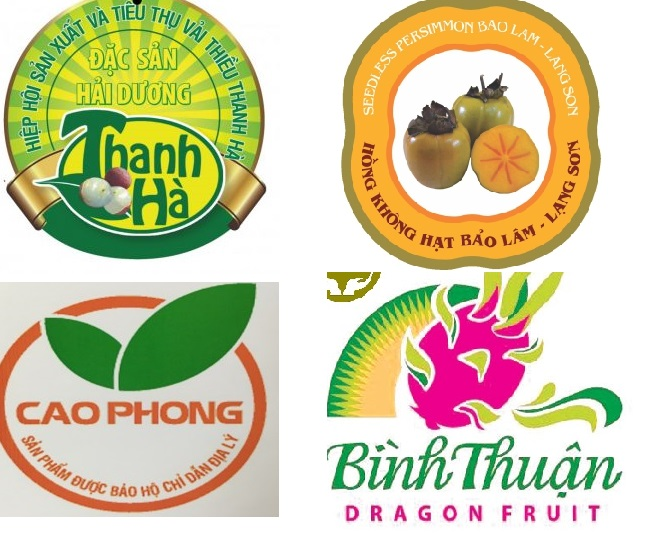 HIỆP HỘI SẢN XUẤT VÀ TIÊU THỤ VẢI THIỀU THANH HÀ
ĐẶC SẢN
HẢI DƯƠNG
Thanh
Hà
SEEDLESS PERSIMMON BAO LAM - LANG SON
HỒNG KHÔNG HẠT BẢO LÂM - LẠNG SƠN
CAO PHONG
SẢN PHẨM ĐƯỢC BẢO HỘ CHỈ DẪN ĐỊA LÝ
Bình Thuận
DRAGON FRUIT